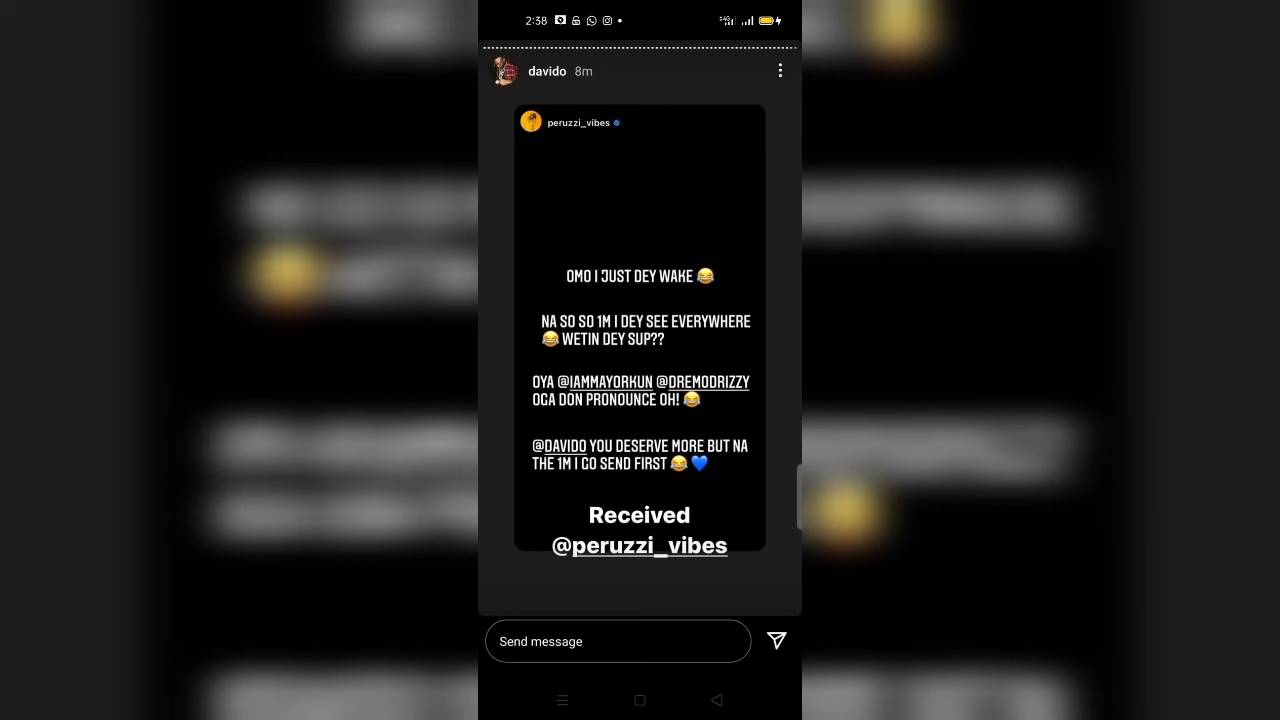 2:38
4G
davido 8m
peruzzi_vibes
OMO I JUST DEY WAKE 😂
NA SO SO 1M I DEY SEE EVERYWHERE
😂 WETIN DEY SUP??
OYA @IAMMAYORKUN @DREMODRIZZY
OGA DON PRONOUNCE OH! 😂
@DAVIDO YOU DESERVE MORE BUT NA
THE 1M I GO SEND FIRST 😂 💙
Received
@peruzzi_vibes
Send message